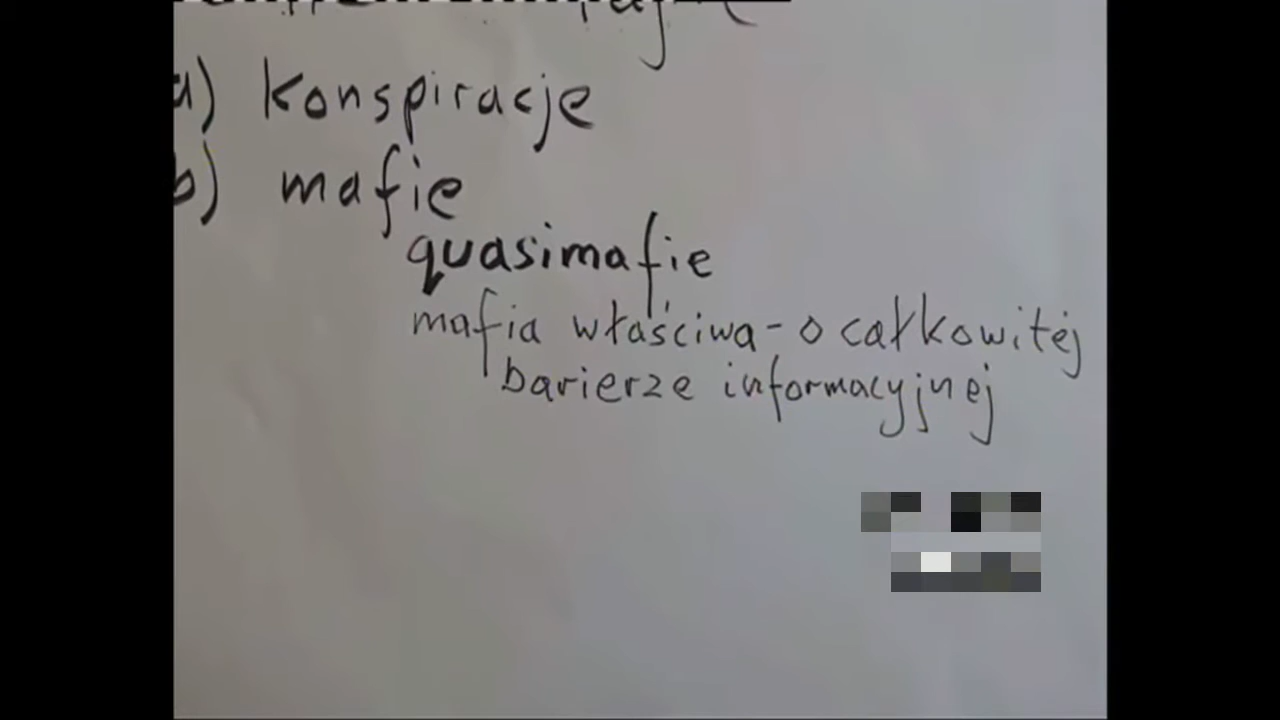 a) konspiracje
b) mafie
quasimafie
mafia właściwa - o całkowitej
barierze informacyjnej